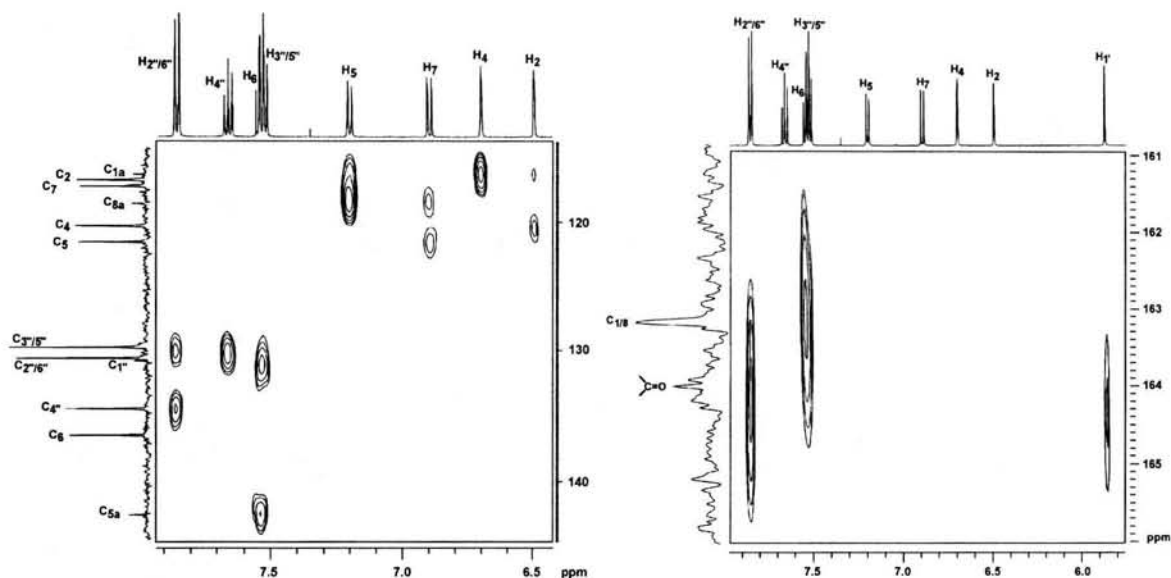 H2"/6"
H4"
H6
H3"/5"
H5
H7
H4
H2
C2
C1a
C7
C8a
C4
C5
C3"/5"
C2"/6"
C1"
C4"
C6
C5a
120
130
140
7.5
7.0
6.5
ppm
H2"/6"
H3"/5"
H4"
H6
H5
H7
H4
H2
H1'
C1/8
C=O
161
162
163
164
165
ppm
7.5
7.0
6.5
6.0
ppm